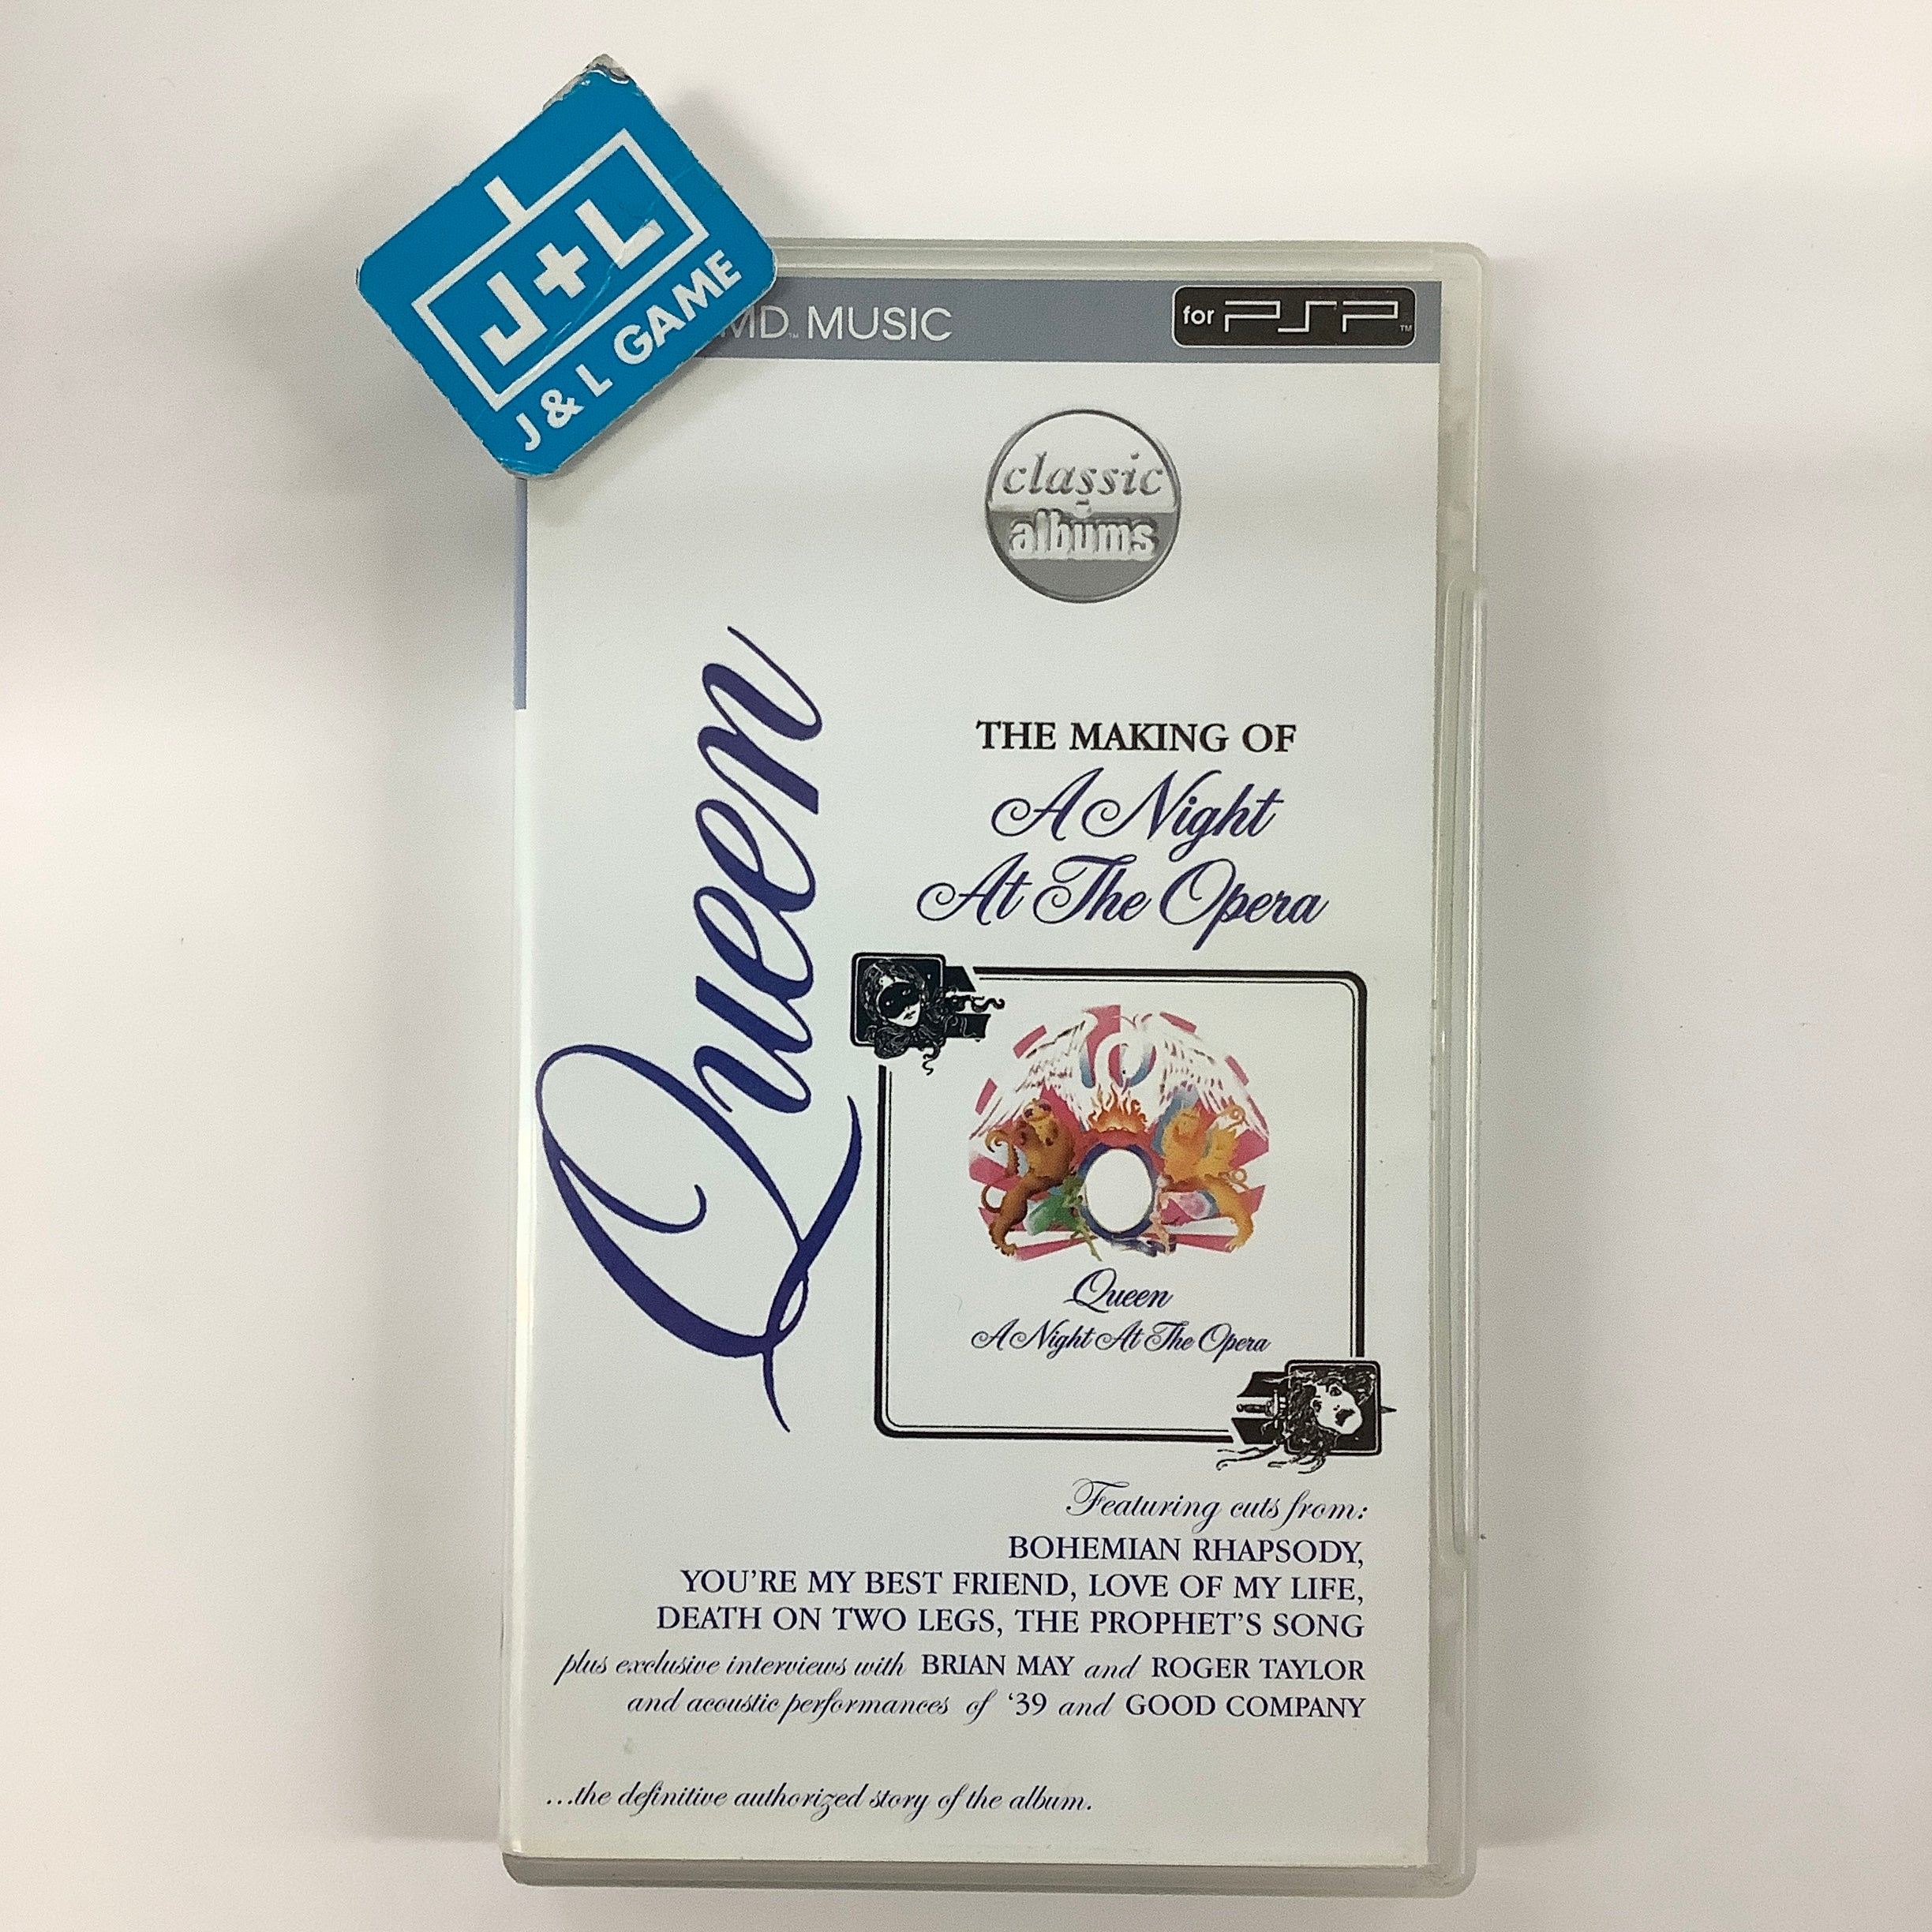 J+L
J & L GAME
MD™ MUSIC
for PSP™
classic
albums
Queen
THE MAKING OF
A Night
At The Opera
Queen
A Night At The Opera
Featuring cuts from:
BOHEMIAN RHAPSODY,
YOU'RE MY BEST FRIEND, LOVE OF MY LIFE,
DEATH ON TWO LEGS, THE PROPHET'S SONG
plus exclusive interviews with BRIAN MAY and ROGER TAYLOR
and acoustic performances of '39 and GOOD COMPANY
...the definitive authorized story of the album.